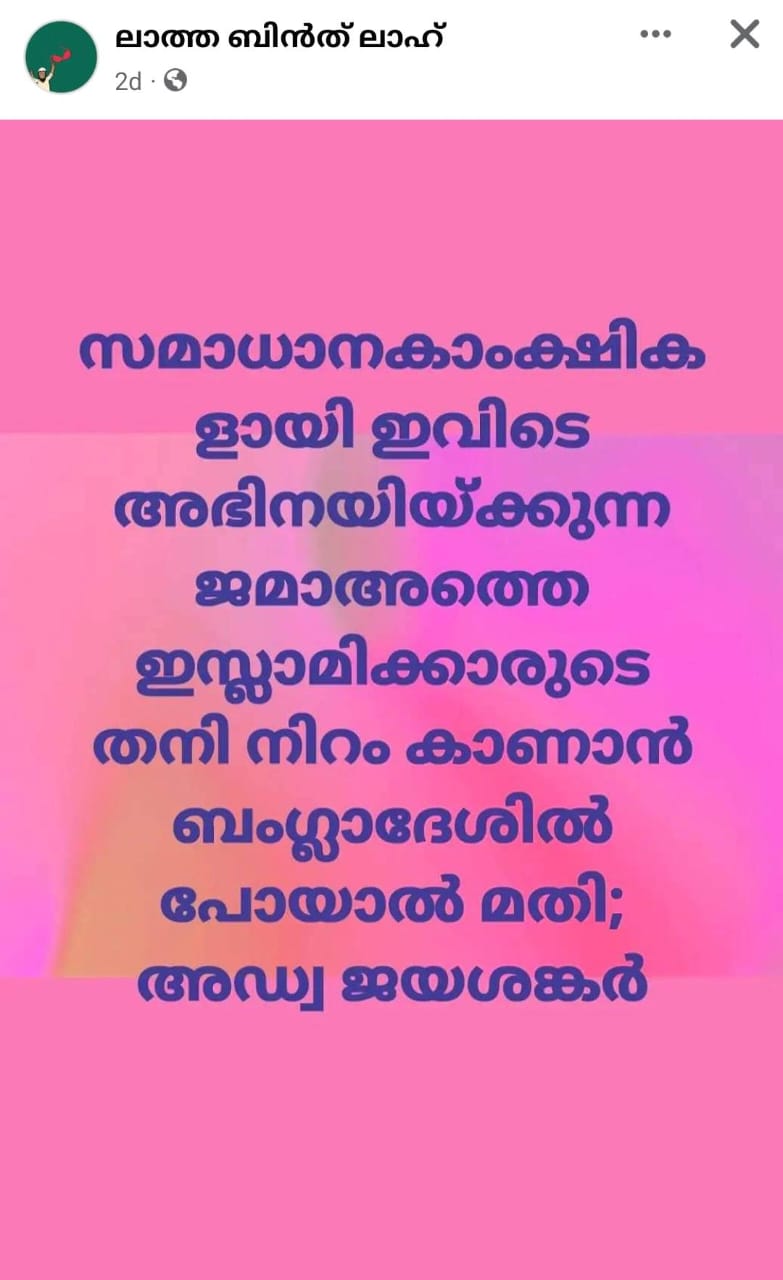 ലാത്ത ബിൻത് ലാഹ്
2d ·
സമാധാനകാംക്ഷിക
ളായി ഇവിടെ
അഭിനയിയ്ക്കുന്ന
ജമാഅത്തെ
ഇസ്ലാമിക്കാരുടെ
തനി നിറം കാണാൻ
ബംഗ്ലാദേശിൽ
പോയാൽ മതി;
അഡ്വ ജയശങ്കർ